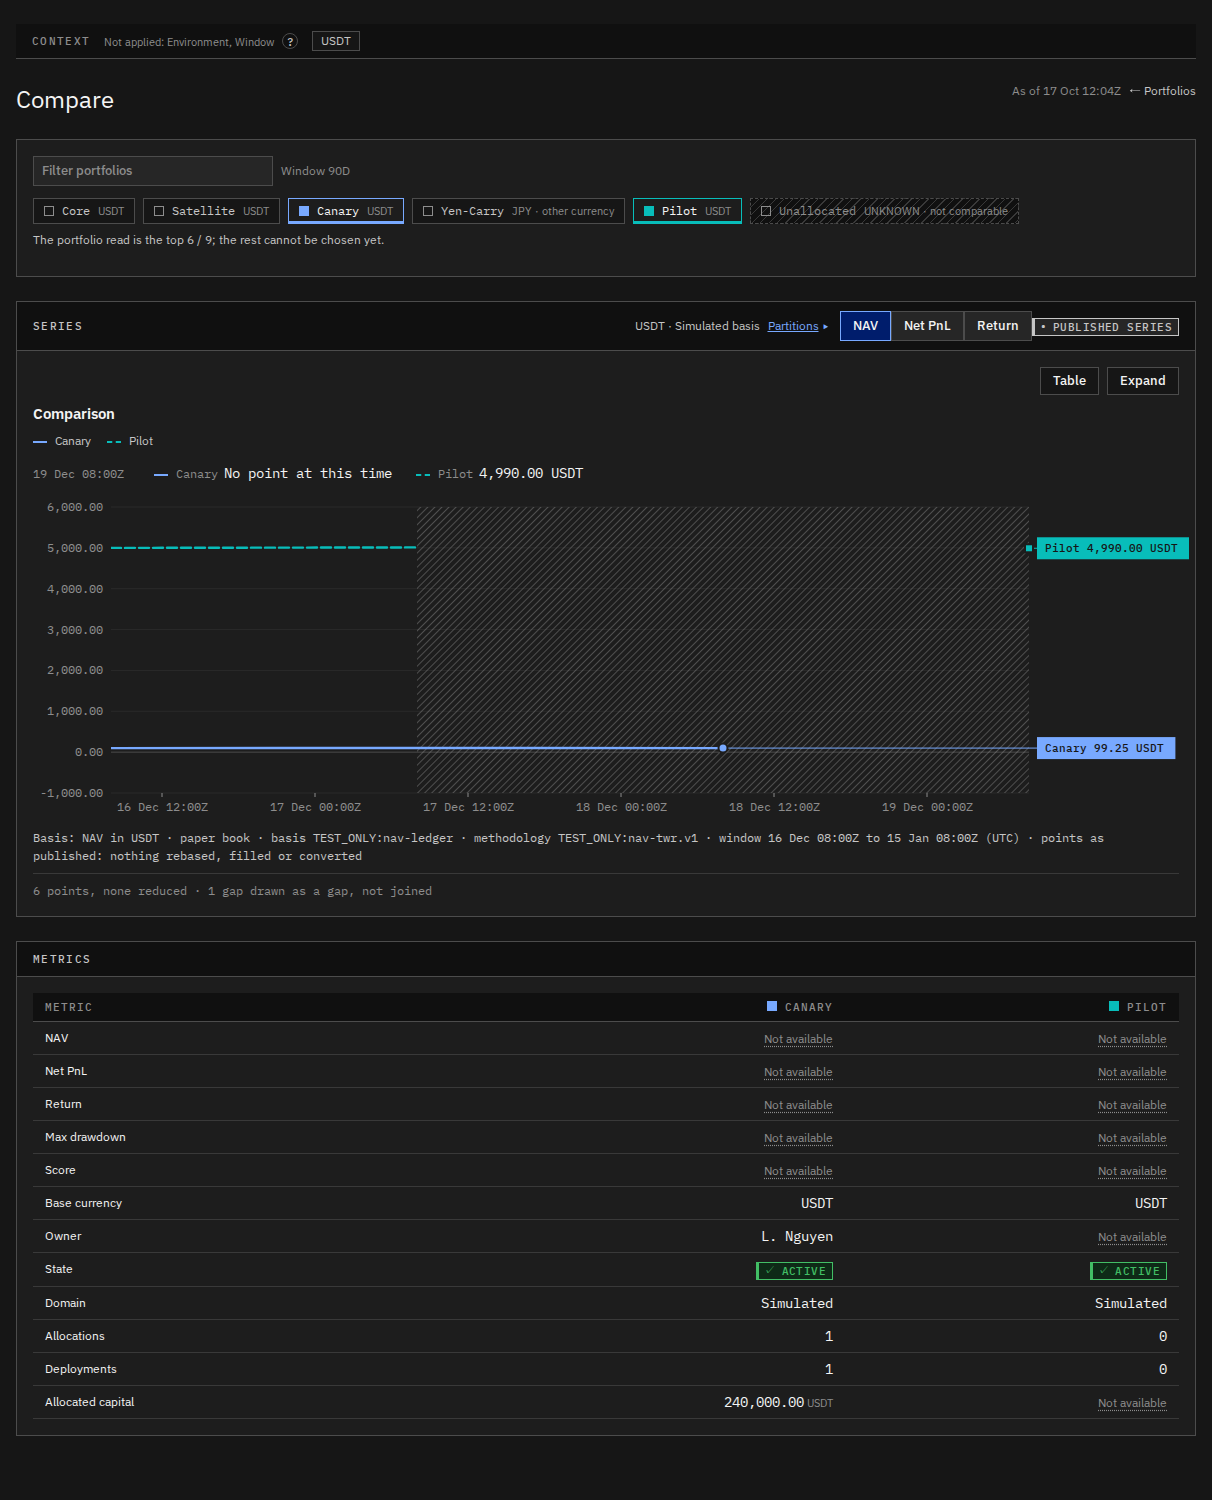 CONTEXT Not applied: Environment, Window ? USDT
Compare
As of 17 Oct 12:04Z ← Portfolios
Filter portfolios Window 90D
Core USDT Satellite USDT Canary USDT Yen-Carry JPY · other currency Pilot USDT Unallocated UNKNOWN · not comparable
The portfolio read is the top 6 / 9; the rest cannot be chosen yet.
SERIES USDT · Simulated basis Partitions ▸ NAV Net PnL Return • PUBLISHED SERIES
Table Expand
Comparison
Canary Pilot
19 Dec 08:00Z Canary No point at this time Pilot 4,990.00 USDT
6,000.00
5,000.00 Pilot 4,990.00 USDT
4,000.00
3,000.00
2,000.00
1,000.00
0.00 Canary 99.25 USDT
-1,000.00
16 Dec 12:00Z 17 Dec 00:00Z 17 Dec 12:00Z 18 Dec 00:00Z 18 Dec 12:00Z 19 Dec 00:00Z
Basis: NAV in USDT · paper book · basis TEST_ONLY:nav-ledger · methodology TEST_ONLY:nav-twr.v1 · window 16 Dec 08:00Z to 15 Jan 08:00Z (UTC) · points as
published: nothing rebased, filled or converted
6 points, none reduced · 1 gap drawn as a gap, not joined
METRICS
METRIC CANARY PILOT
NAV Not available Not available
Net PnL Not available Not available
Return Not available Not available
Max drawdown Not available Not available
Score Not available Not available
Base currency USDT USDT
Owner L. Nguyen Not available
State ✓ ACTIVE ✓ ACTIVE
Domain Simulated Simulated
Allocations 1 0
Deployments 1 0
Allocated capital 240,000.00 USDT Not available